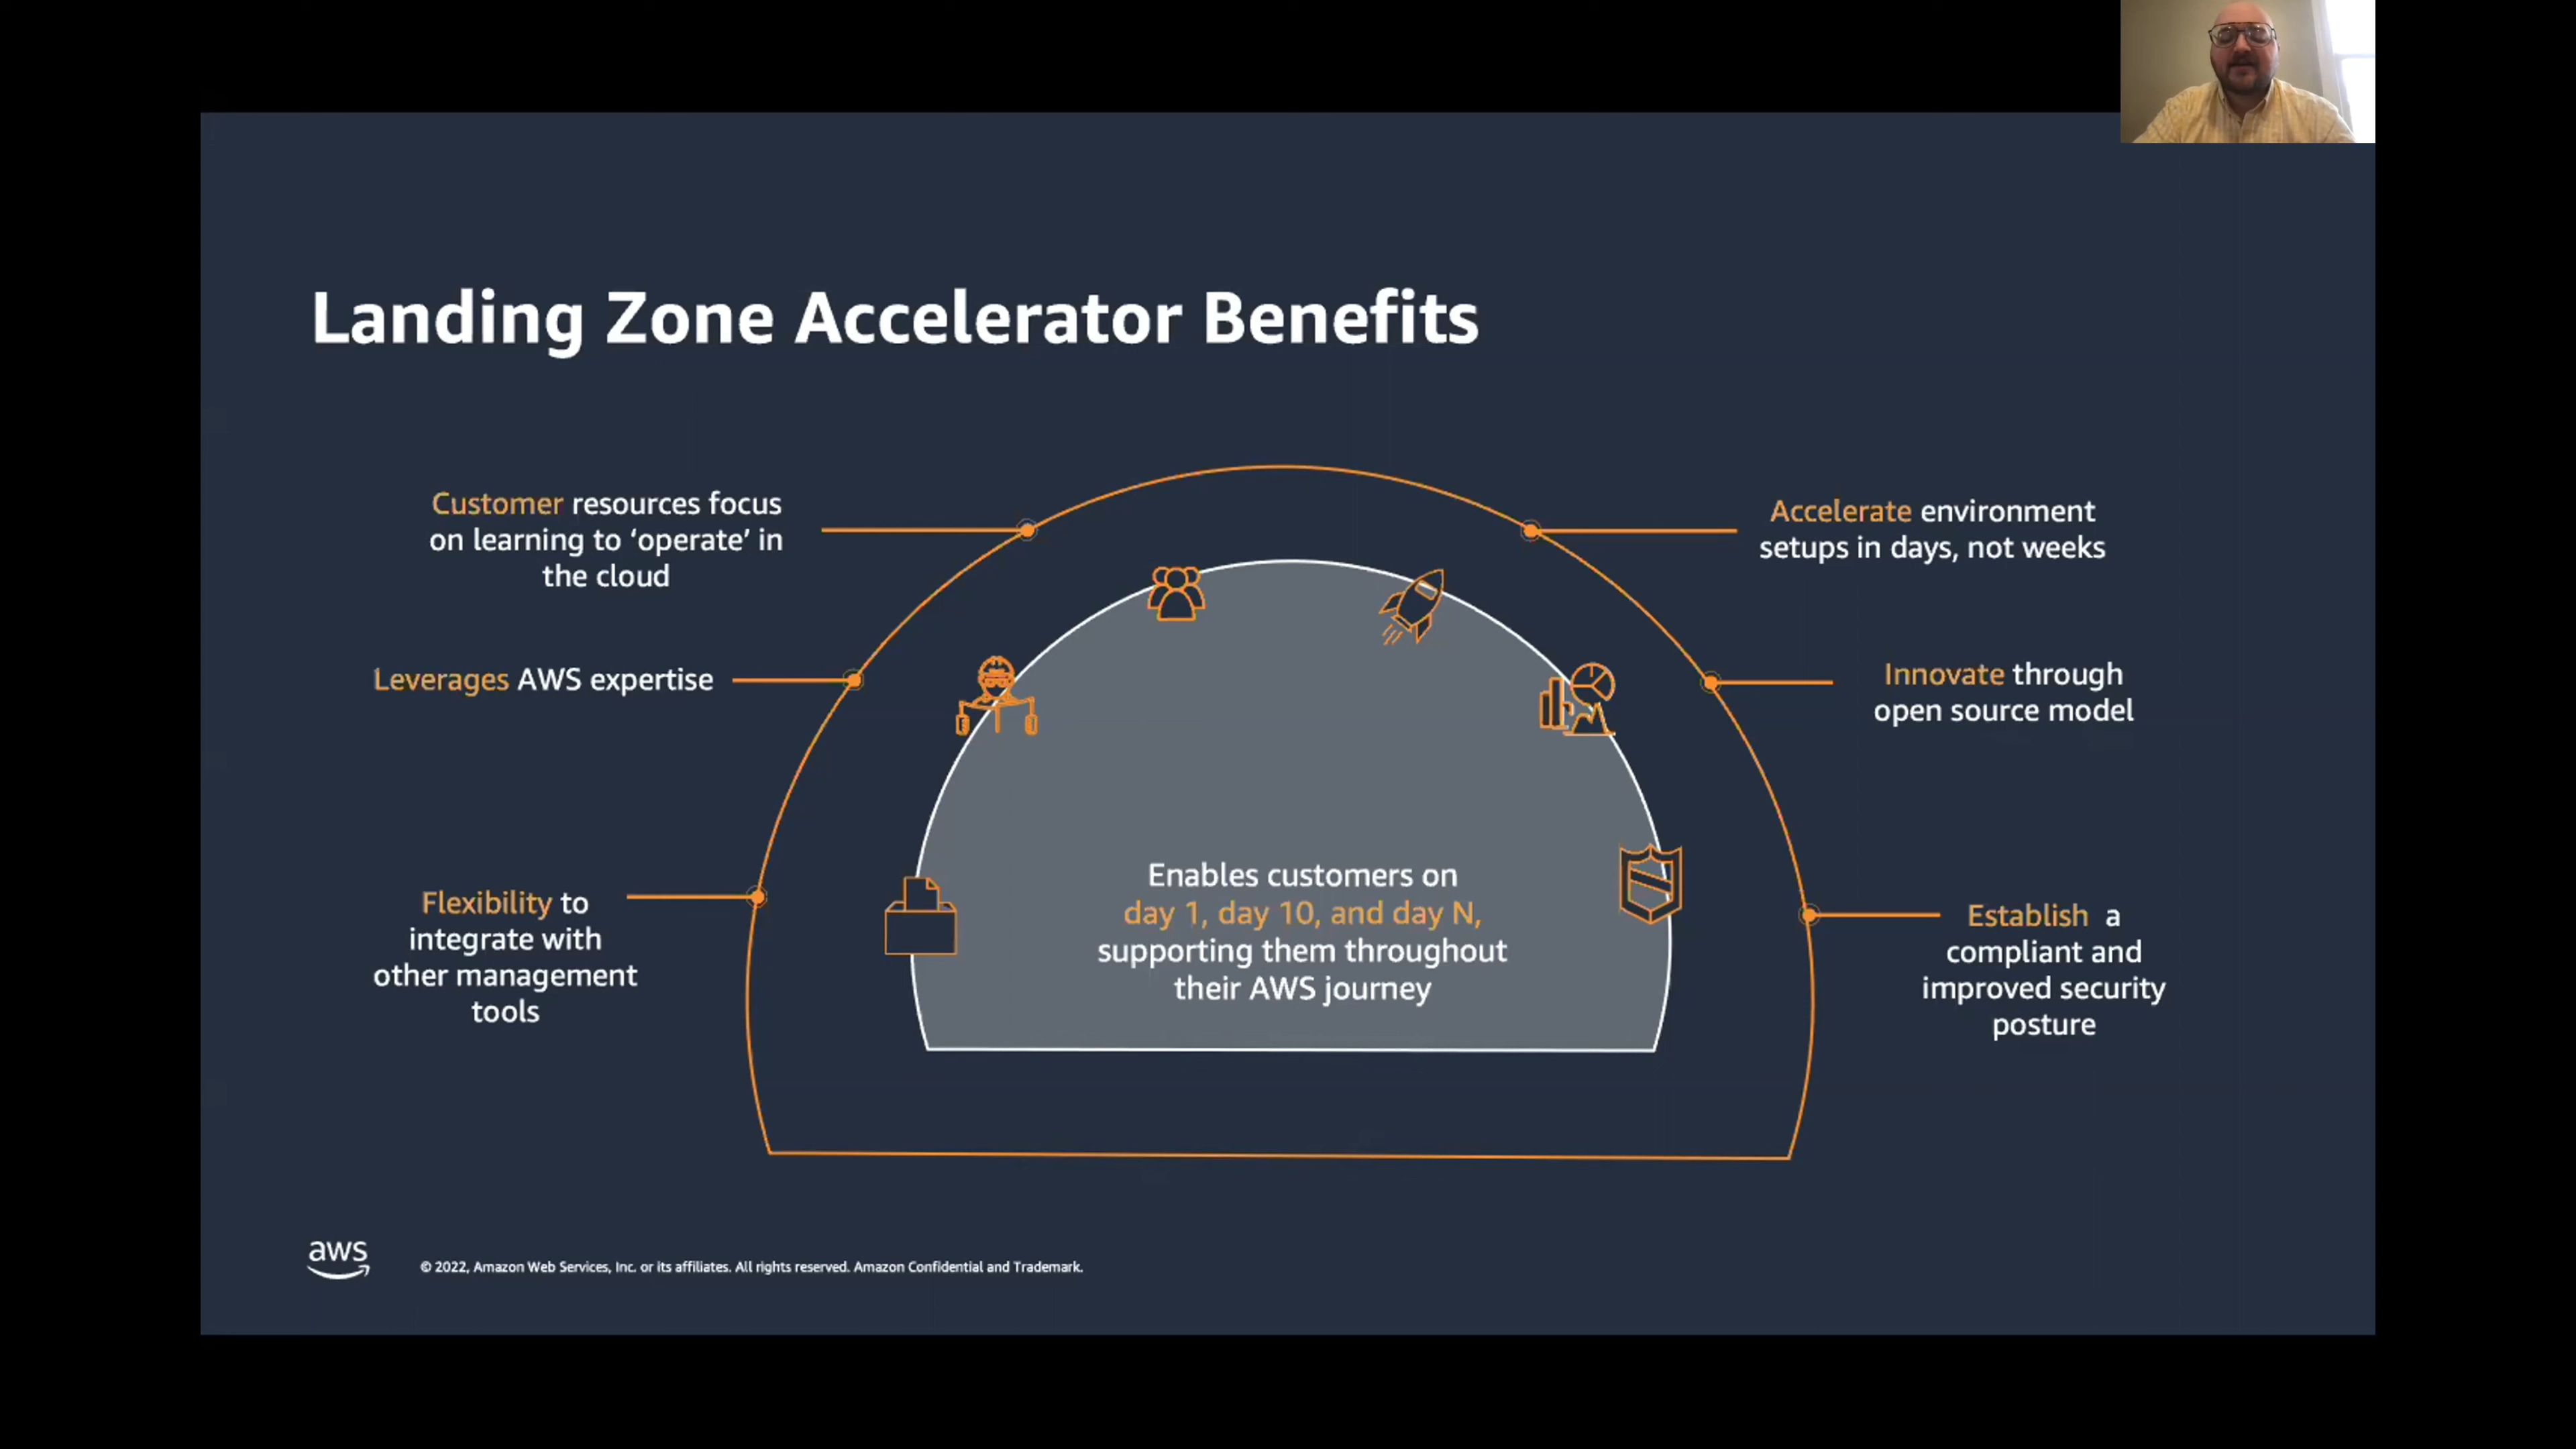 Landing Zone Accelerator Benefits
Customer resources focus
on learning to ‘operate’ in
the cloud
Leverages AWS expertise
Flexibility to
integrate with
other management
tools
Enables customers on
day 1, day 10, and day N,
supporting them throughout
their AWS journey
Accelerate environment
setups in days, not weeks
Innovate through
open source model
Establish a
compliant and
improved security
posture
aws
© 2022, Amazon Web Services, Inc. or its affiliates. All rights reserved. Amazon Confidential and Trademark.